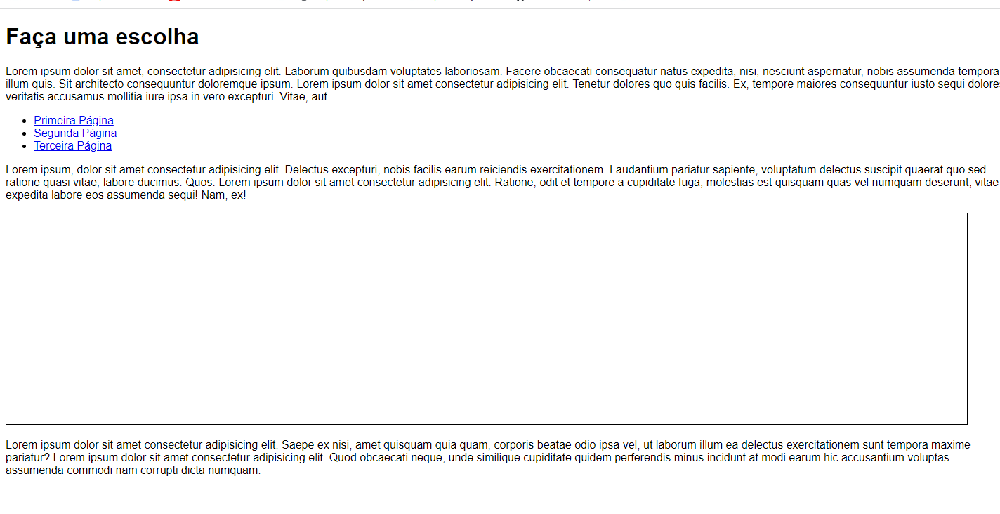 Faça uma escolha
Lorem ipsum dolor sit amet, consectetur adipisicing elit. Laborum quibusdam voluptates laboriosam. Facere obcaecati consequatur natus expedita, nisi, nesciunt aspernatur, nobis assumenda tempora
illum quis. Sit architecto consequuntur doloremque ipsum. Lorem ipsum dolor sit amet consectetur adipisicing elit. Tenetur dolores quo quis facilis. Ex, tempore maiores consequuntur iusto sequi dolore
veritatis accusamus mollitia iure ipsa in vero excepturi. Vitae, aut.
Primeira Página
Segunda Página
Terceira Página
Lorem ipsum, dolor sit amet consectetur adipisicing elit. Delectus excepturi, nobis facilis earum reiciendis exercitationem. Laudantium pariatur sapiente, voluptatum delectus suscipit quaerat quo sed
ratione quasi vitae, labore ducimus. Quos. Lorem ipsum dolor sit amet consectetur adipisicing elit. Ratione, odit et tempore a cupiditate fuga, molestias est quisquam quas vel numquam deserunt, vitae
expedita labore eos assumenda sequi! Nam, ex!
Lorem ipsum dolor sit amet consectetur adipisicing elit. Saepe ex nisi, amet quisquam quia quam, corporis beatae odio ipsa vel, ut laborum illum ea delectus exercitationem sunt tempora maxime
pariatur? Lorem ipsum dolor sit amet consectetur adipisicing elit. Quod obcaecati neque, unde similique cupiditate quidem perferendis minus incidunt at modi earum hic accusantium voluptas
assumenda commodi nam corrupti dicta numquam.